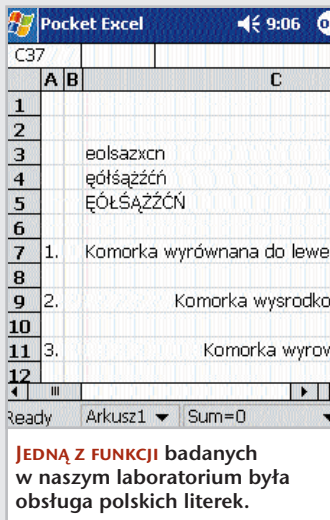 Pocket Excel 9:06
C37
A B C
1
2
3 eolsazxcn
4 ęółśążźćń
5 ĘÓŁŚĄŻŹĆŃ
6
7 1. Komorka wyrównana do lewe
8
9 2. Komorka wysrodko
10
11 3. Komorka wyrov
12
Ready Arkusz1 Sum=0
JEDNĄ Z FUNKCJI badanych
w naszym laboratorium była
obsługa polskich literek.